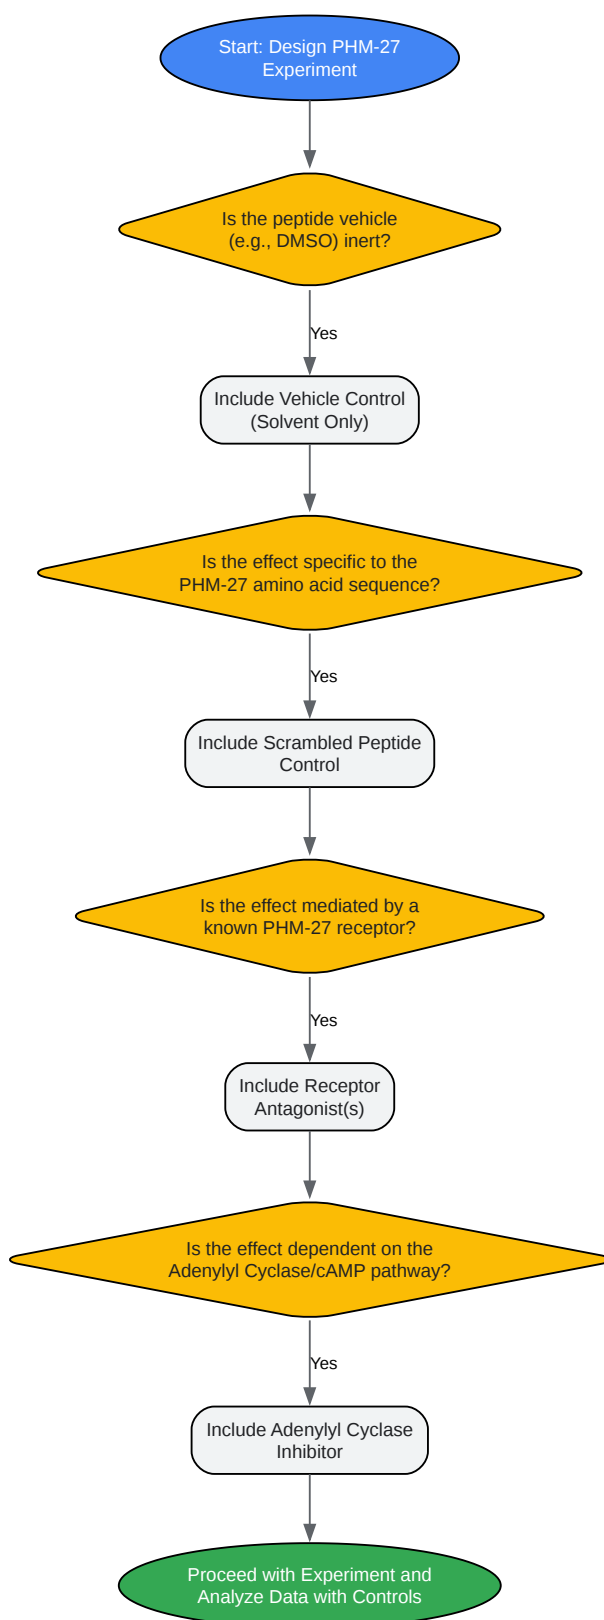 Start: Design PHM-27
Experiment
Is the peptide vehicle
(e.g., DMSO) inert?
Yes
Include Vehicle Control
(Solvent Only)
Is the effect specific to the
PHM-27 amino acid sequence?
Yes
Include Scrambled Peptide
Control
Is the effect mediated by a
known PHM-27 receptor?
Yes
Include Receptor
Antagonist(s)
Is the effect dependent on the
Adenylyl Cyclase/cAMP pathway?
Yes
Include Adenylyl Cyclase
Inhibitor
Proceed with Experiment and
Analyze Data with Controls